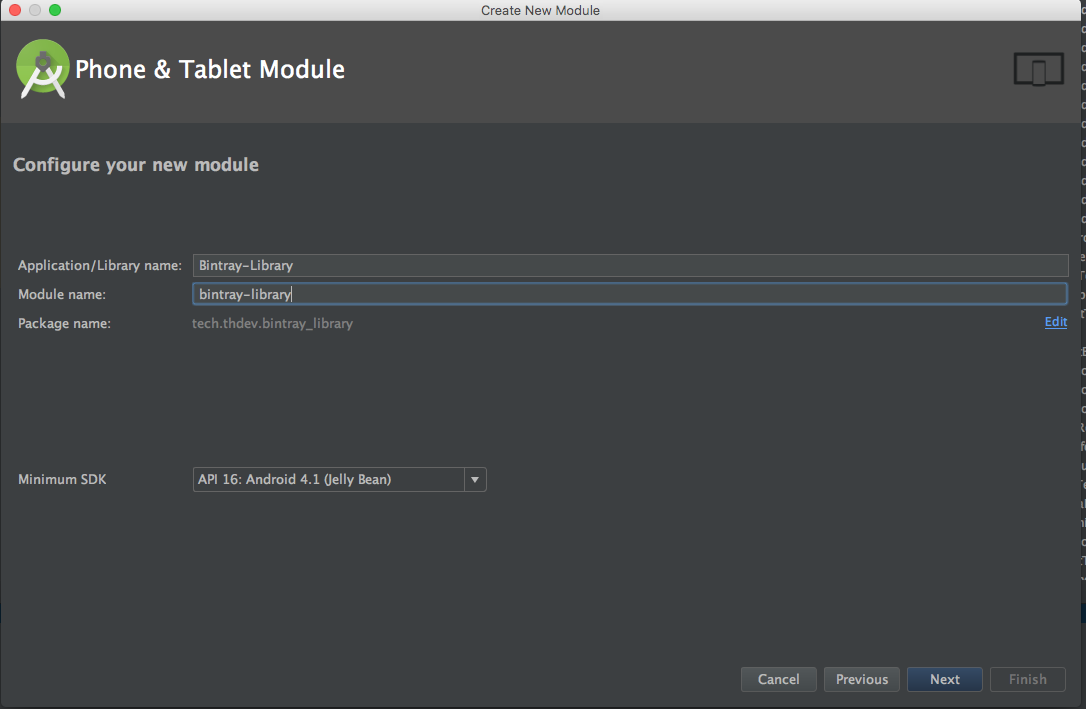 Create New Module
Phone & Tablet Module
Configure your new module
Application/Library name: Bintray-Library
Module name: bintray-library
Package name: tech.thdev.bintray_library Edit
Minimum SDK API 16: Android 4.1 (Jelly Bean)
Cancel Previous Next Finish